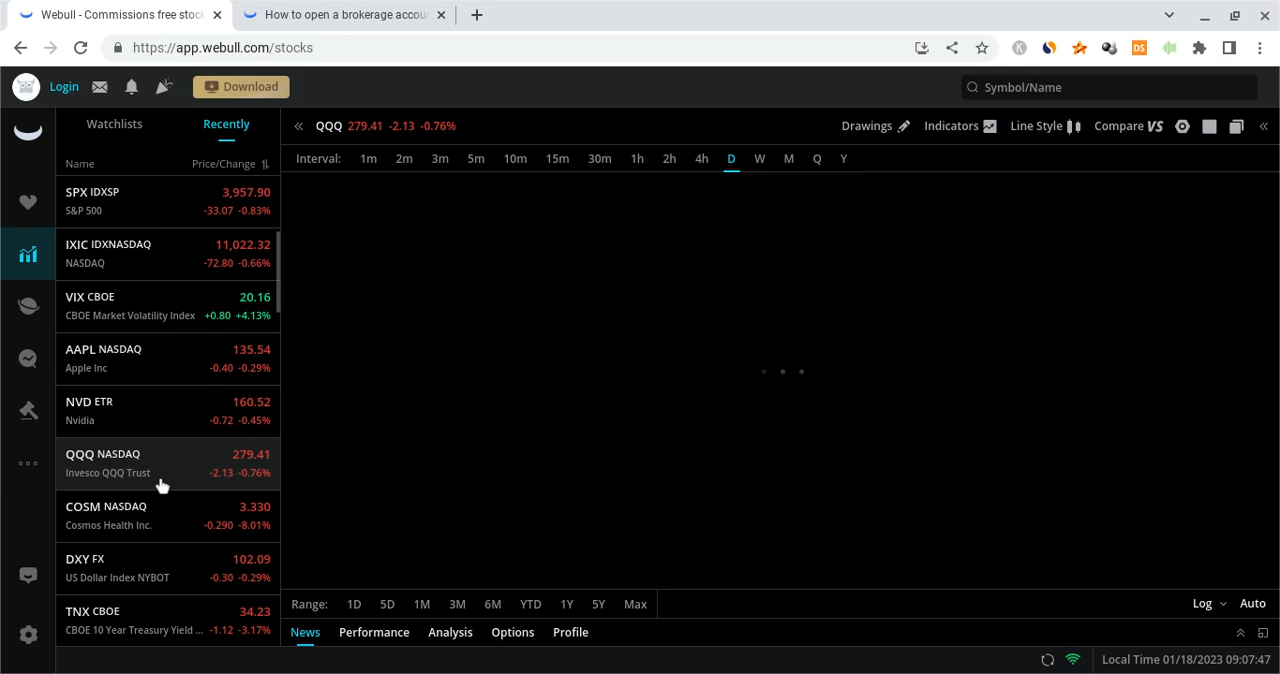 Webull - Commissions free stoc
How to open a brokerage accou
https://app.webull.com/stocks
K
DS
Login
Download
Symbol/Name
Watchlists
Recently
QQQ 279.41 -2.13 -0.76%
Drawings
Indicators
Line Style
Compare VS
Name
Price/Change
Interval: 1m 2m 3m 5m 10m 15m 30m 1h 2h 4h D W M Q Y
SPX IDXSP 3,957.90
S&P 500 -33.07 -0.83%
IXIC IDXNASDAQ 11,022.32
NASDAQ -72.80 -0.66%
VIX CBOE 20.16
CBOE Market Volatility Index +0.80 +4.13%
AAPL NASDAQ 135.54
Apple Inc -0.40 -0.29%
NVD ETR 160.52
Nvidia -0.72 -0.45%
QQQ NASDAQ 279.41
Invesco QQQ Trust -2.13 -0.76%
COSM NASDAQ 3.330
Cosmos Health Inc. -0.290 -8.01%
DXY FX 102.09
US Dollar Index NYBOT -0.30 -0.29%
TNX CBOE 34.23
CBOE 10 Year Treasury Yield ... -1.12 -3.17%
Range: 1D 5D 1M 3M 6M YTD 1Y 5Y Max
Log Auto
News Performance Analysis Options Profile
Local Time 01/18/2023 09:07:47